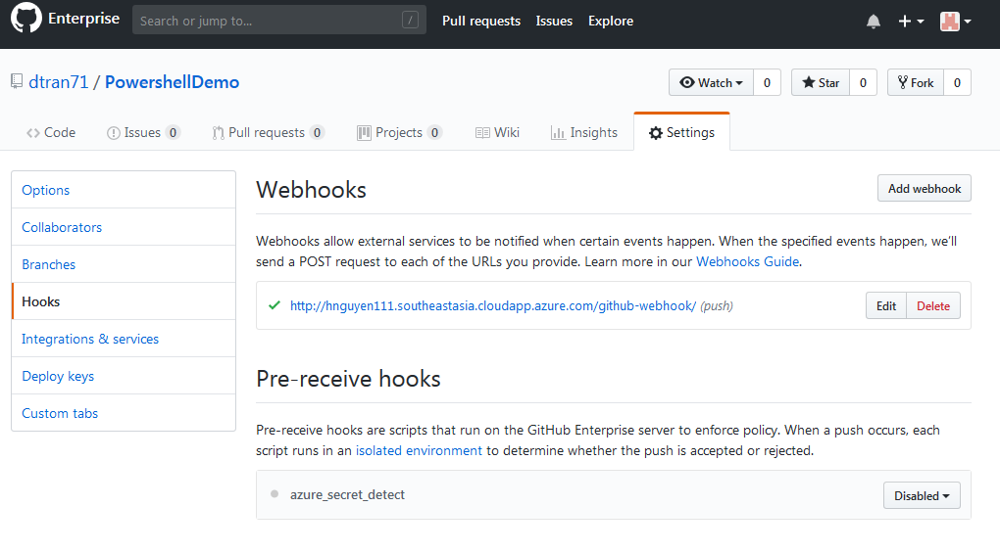 Enterprise Search or jump to... / Pull requests Issues Explore
dtran71 / PowershellDemo Watch 0 Star 0 Fork 0
Code Issues 0 Pull requests 0 Projects 0 Wiki Insights Settings
Options
Collaborators
Branches
Hooks
Integrations & services
Deploy keys
Custom tabs
Webhooks Add webhook
Webhooks allow external services to be notified when certain events happen. When the specified events happen, we'll
send a POST request to each of the URLs you provide. Learn more in our Webhooks Guide.
http://hnguyen111.southeastasia.cloudapp.azure.com/github-webhook/ (push) Edit Delete
Pre-receive hooks
Pre-receive hooks are scripts that run on the GitHub Enterprise server to enforce policy. When a push occurs, each
script runs in an isolated environment to determine whether the push is accepted or rejected.
azure_secret_detect Disabled